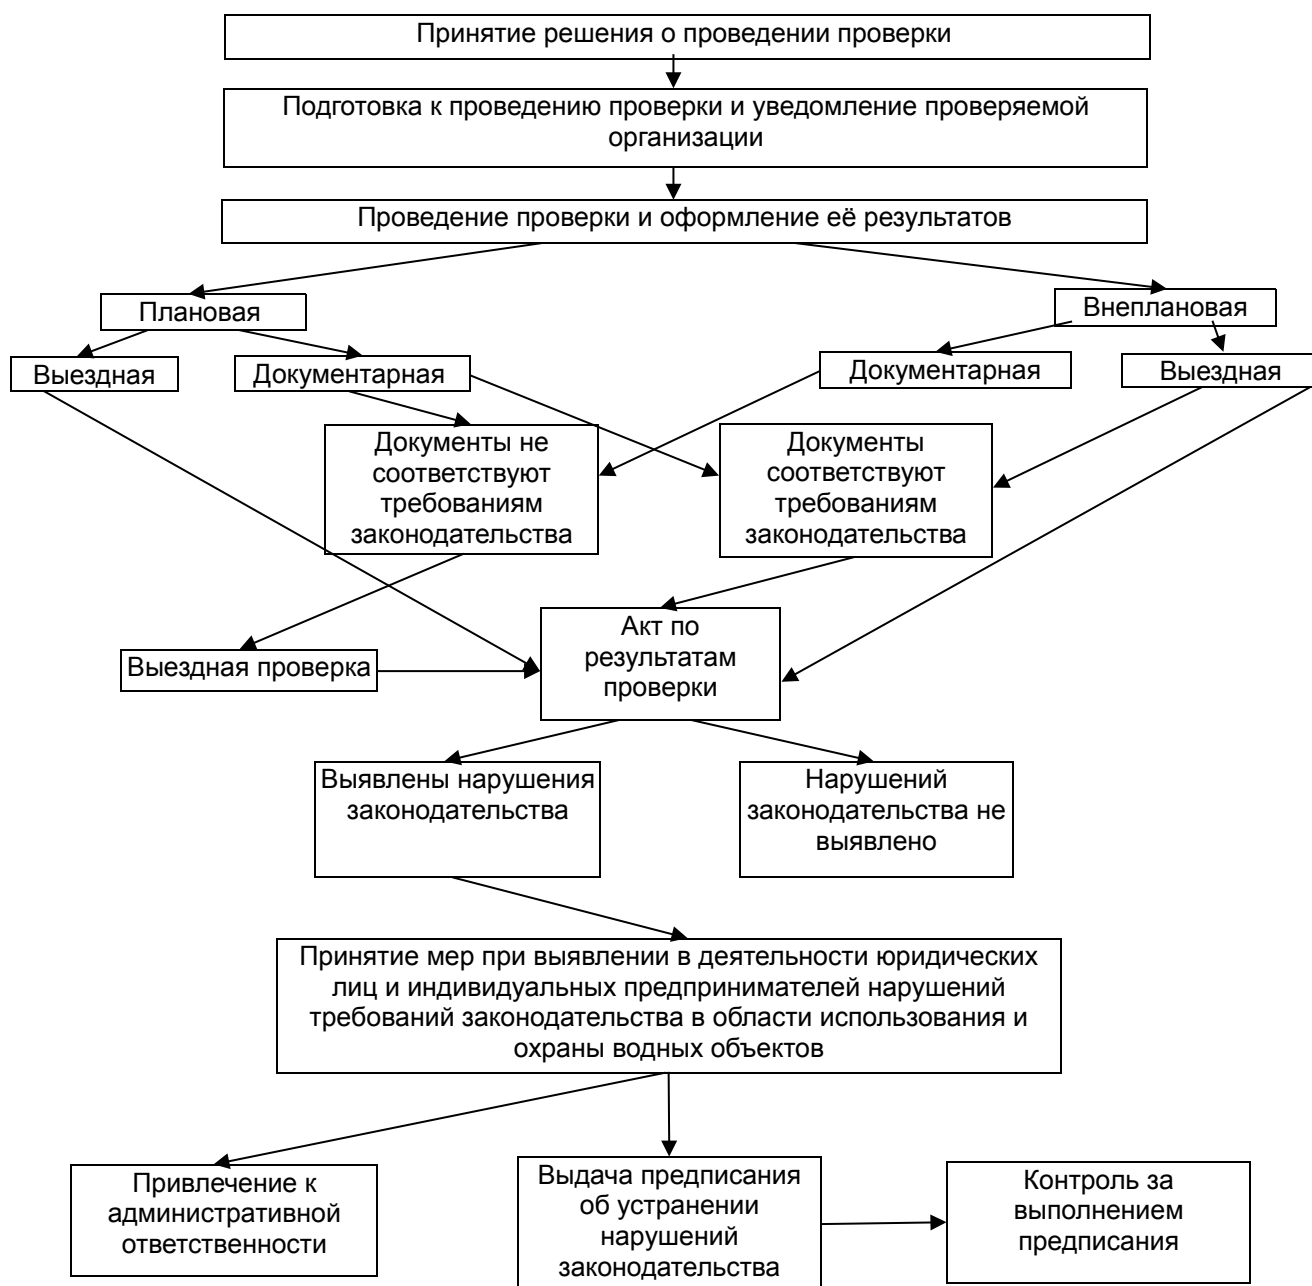 Принятие решения о проведении проверки
Подготовка к проведению проверки и уведомление проверяемой
организации
Проведение проверки и оформление её результатов
Плановая
Внеплановая
Выездная
Документарная
Документарная
Выездная
Документы не
соответствуют
требованиям
законодательства
Документы
соответствуют
требованиям
законодательства
Акт по
результатам
проверки
Выездная проверка
Выявлены нарушения
законодательства
Нарушений
законодательства не
выявлено
Принятие мер при выявлении в деятельности юридических
лиц и индивидуальных предпринимателей нарушений
требований законодательства в области использования и
охраны водных объектов
Привлечение к
административной
ответственности
Выдача предписания
об устранении
нарушений
законодательства
Контроль за
выполнением
предписания